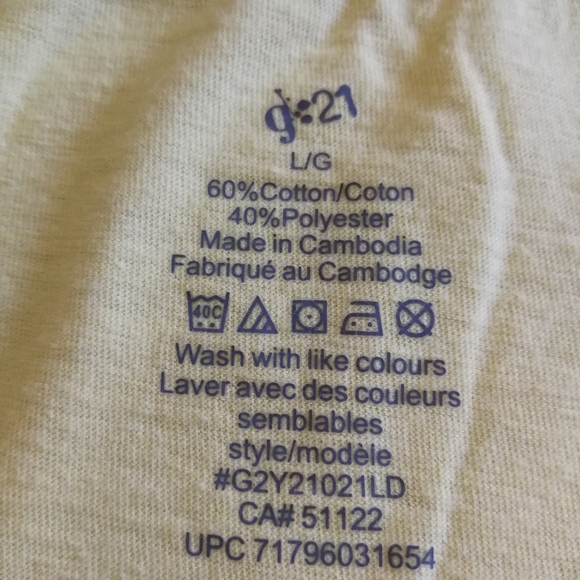 g:21
L/G
60%Cotton/Coton
40%Polyester
Made in Cambodia
Fabriqué au Cambodge
40C
Wash with like colours
Laver avec des couleurs
semblables
style/modèle
#G2Y21021LD
CA# 51122
UPC 71796031654